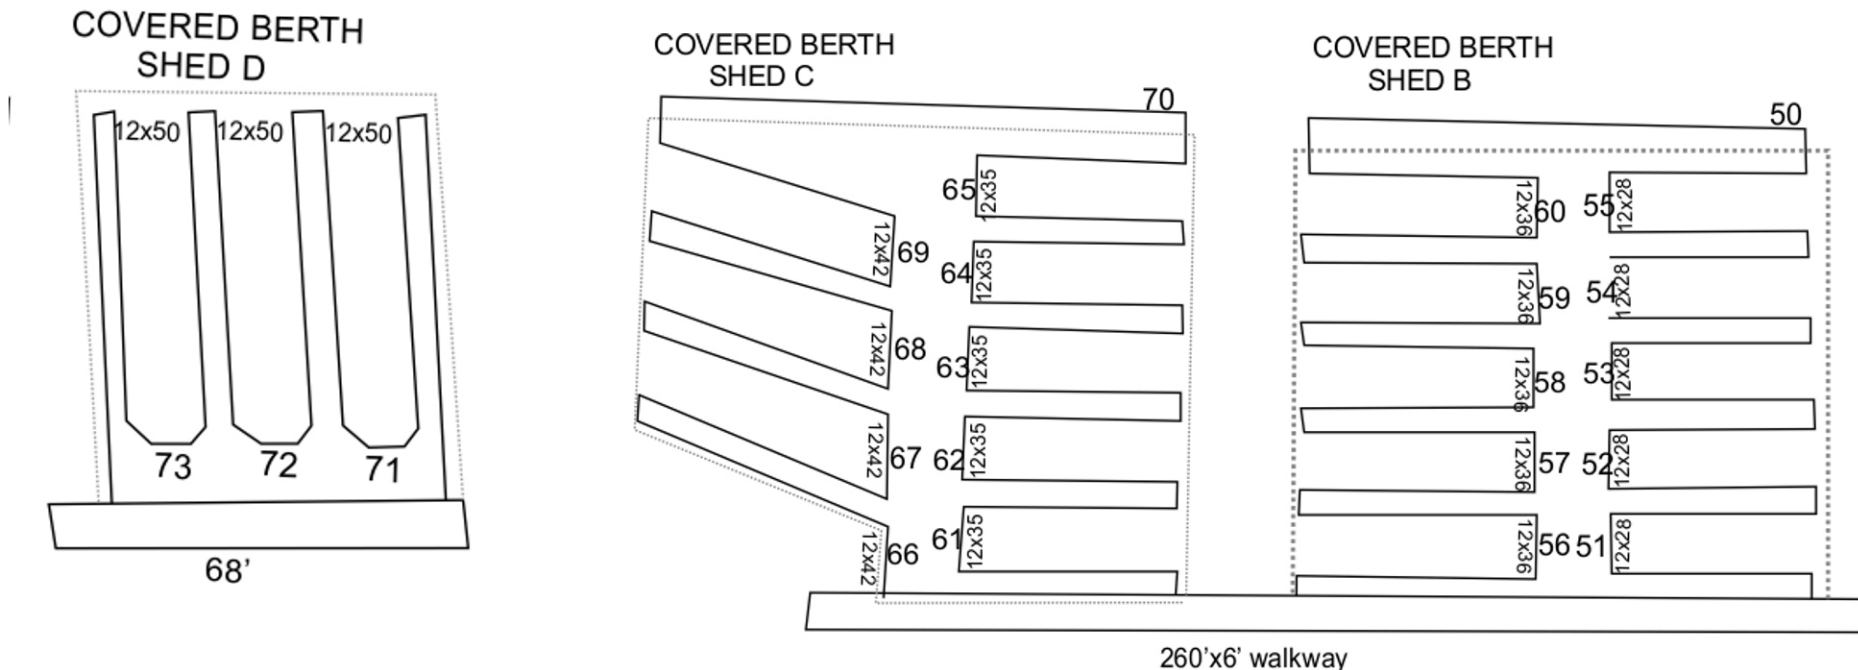 COVERED BERTH
SHED D
12x50
12x50
12x50
73
72
71
68’
COVERED BERTH
SHED C
70
65
12x35
12x42
69
64
12x35
12x42
68
63
12x35
12x42
67
62
12x35
12x42
66
61
12x35
COVERED BERTH
SHED B
50
12x36
60
55
12x28
12x36
59
54
12x28
12x36
58
53
12x28
12x36
57
52
12x28
12x36
56
51
12x28
260’x6’ walkway